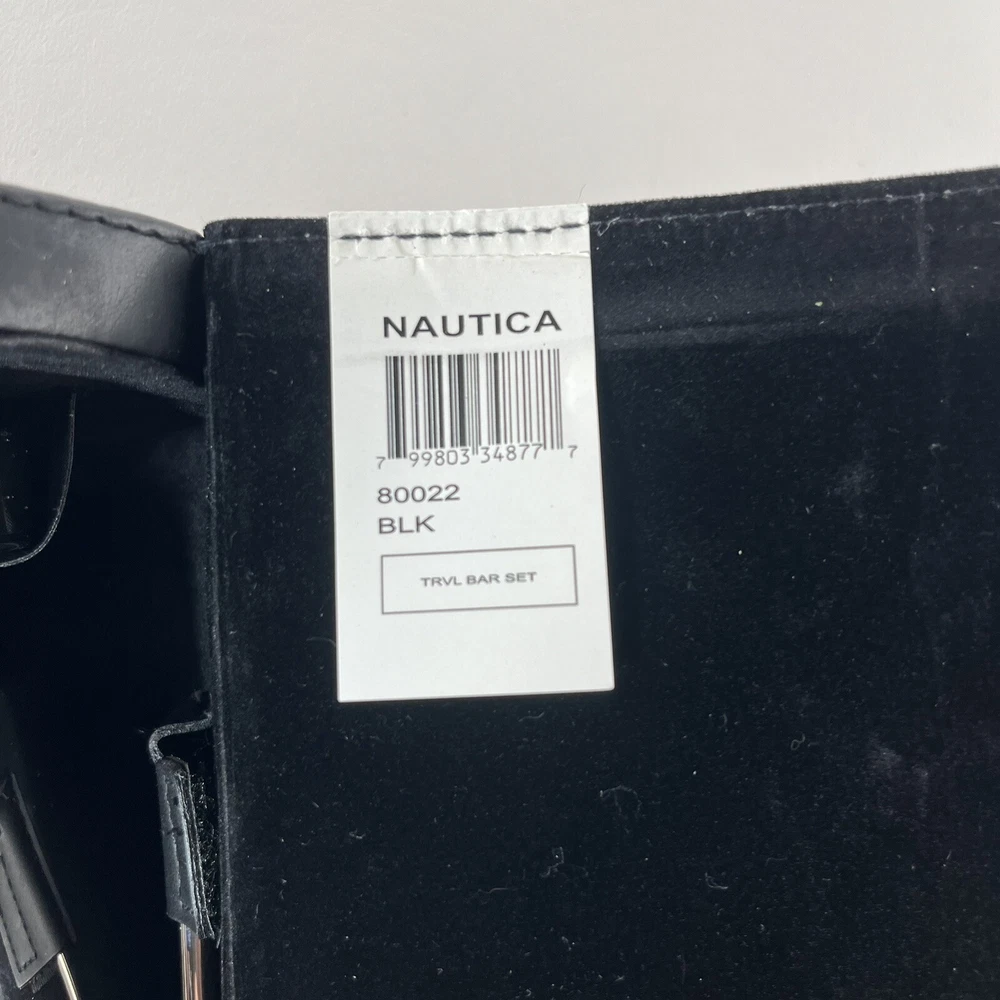 NAUTICA
7 99803 34877 7
80022
BLK
TRVL BAR SET